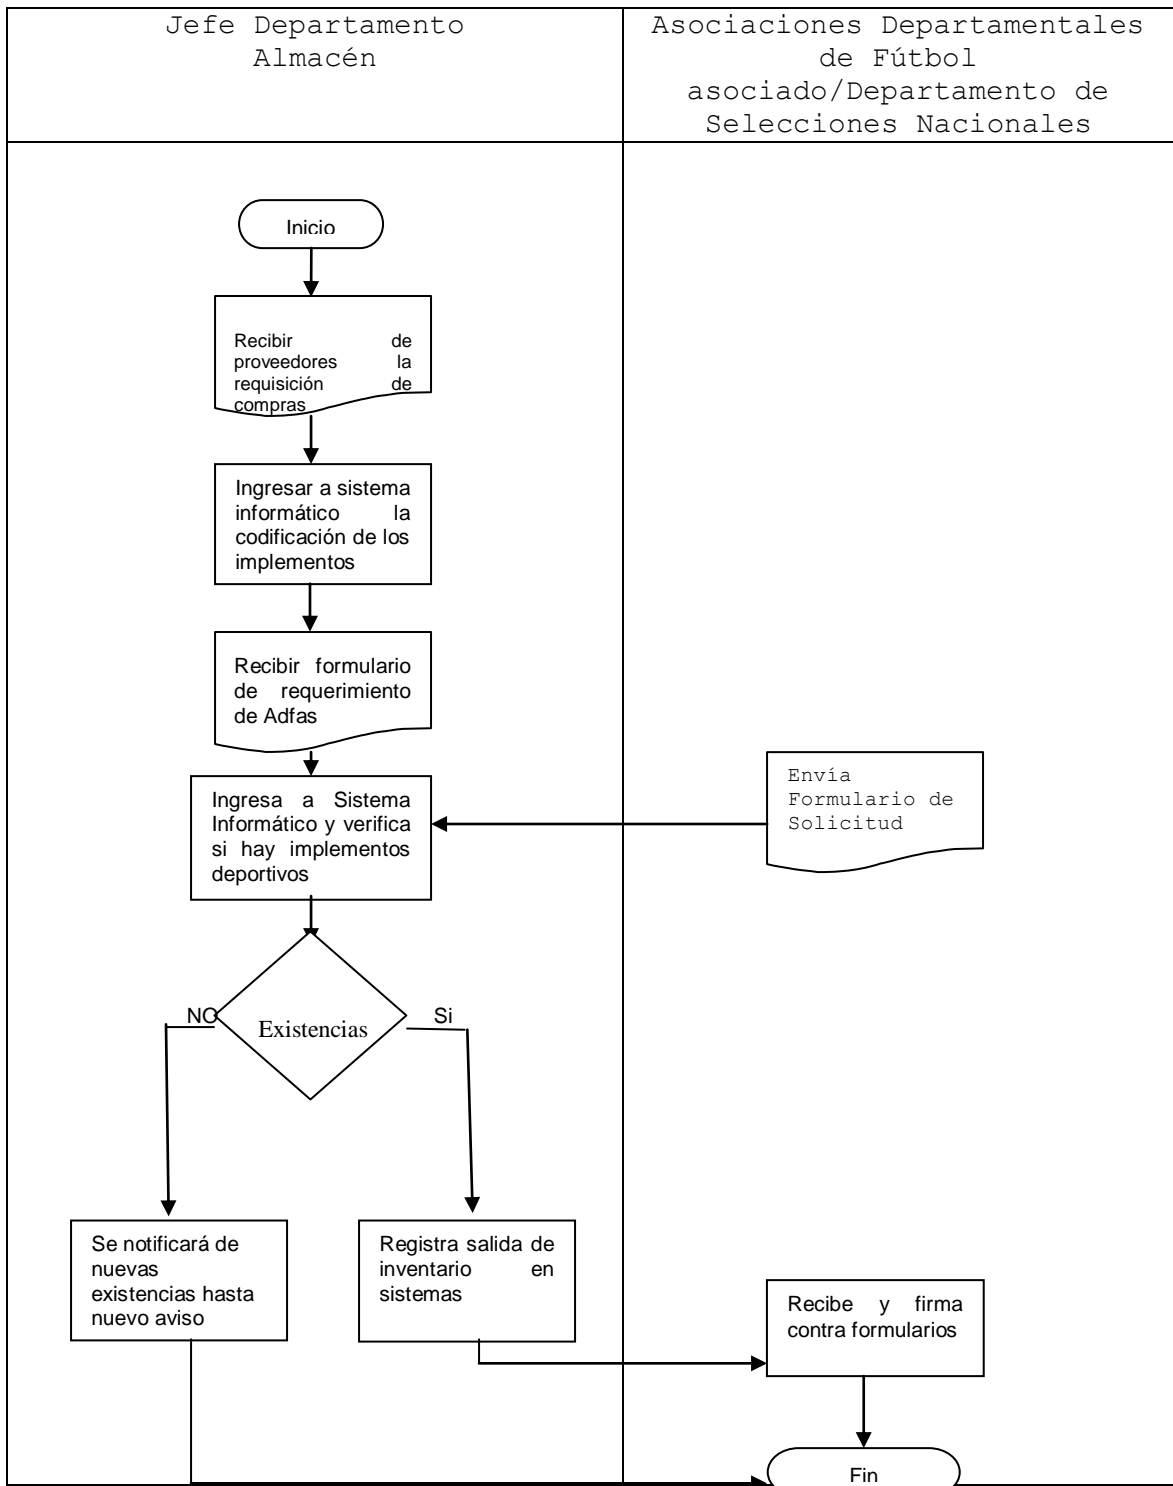 Jefe Departamento
Almacén
Asociaciones Departamentales
de Fútbol
asociado/Departamento de
Selecciones Nacionales
Inicio
Recibir de
proveedores la
requisición de
compras
Ingresar a sistema
informático la
codificación de los
implementos
Recibir formulario
de requerimiento
de Adfas
Envía
Formulario de
Solicitud
Ingresa a Sistema
Informático y verifica
si hay implementos
deportivos
NO
Existencias
Si
Se notificará de
nuevas
existencias hasta
nuevo aviso
Registra salida de
inventario en
sistemas
Recibe y firma
contra formularios
Fin